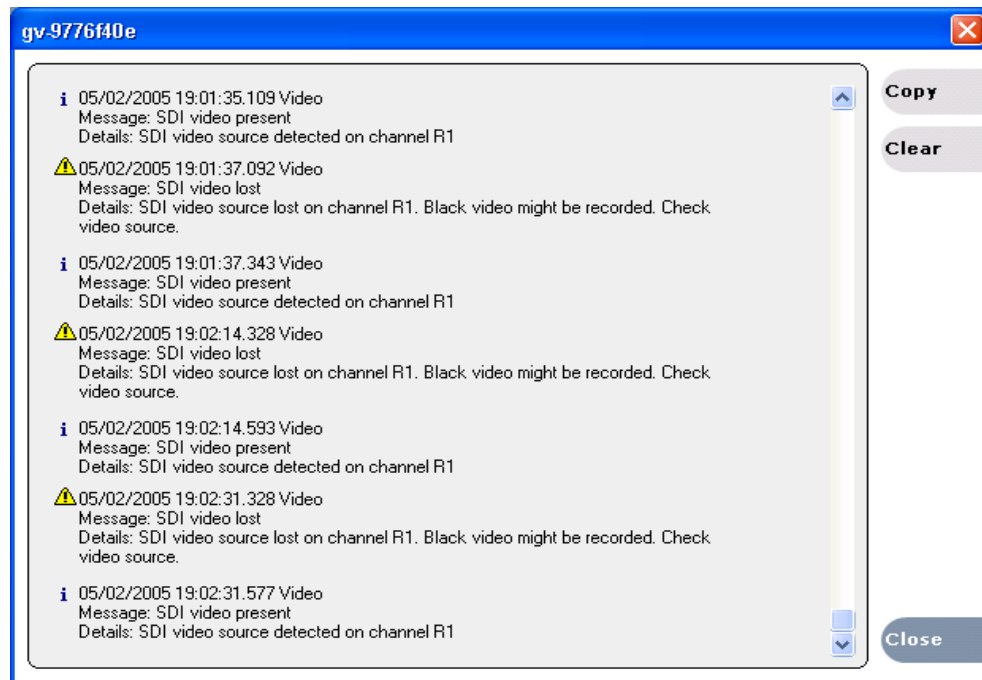 gv-9776f40e
i 05/02/2005 19:01:35.109 Video
Message: SDI video present
Details: SDI video source detected on channel R1
05/02/2005 19:01:37.092 Video
Message: SDI video lost
Details: SDI video source lost on channel R1. Black video might be recorded. Check
video source.
i 05/02/2005 19:01:37.343 Video
Message: SDI video present
Details: SDI video source detected on channel R1
05/02/2005 19:02:14.328 Video
Message: SDI video lost
Details: SDI video source lost on channel R1. Black video might be recorded. Check
video source.
i 05/02/2005 19:02:14.593 Video
Message: SDI video present
Details: SDI video source detected on channel R1
05/02/2005 19:02:31.328 Video
Message: SDI video lost
Details: SDI video source lost on channel R1. Black video might be recorded. Check
video source.
i 05/02/2005 19:02:31.577 Video
Message: SDI video present
Details: SDI video source detected on channel R1
Copy
Clear
Close